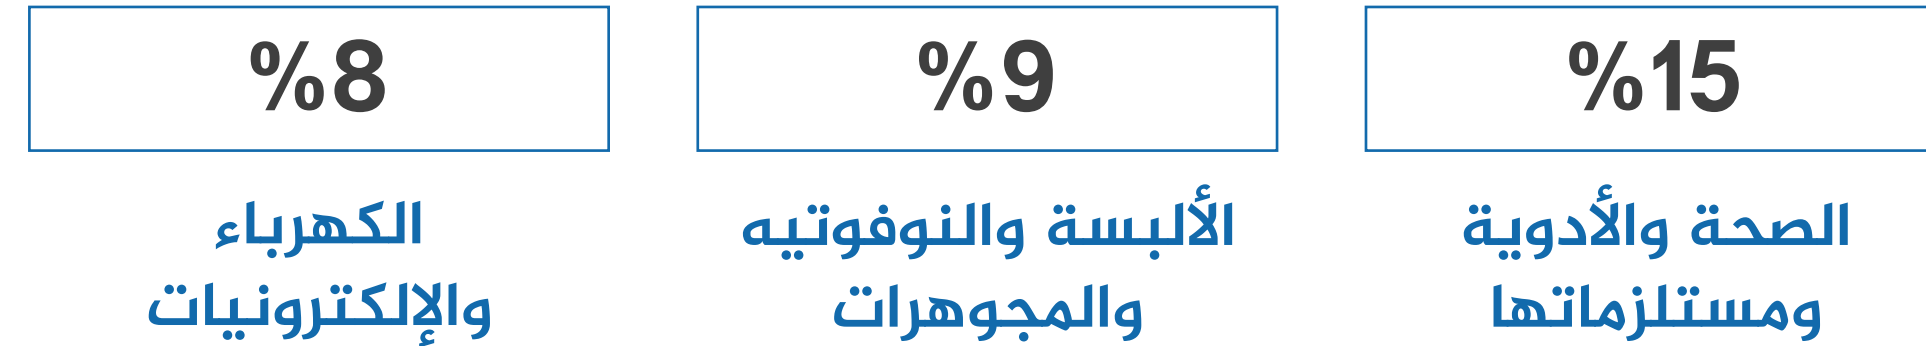 %15
الصحة والأدوية
ومستلزماتها
%9
الألبسة والنوفوتيه
والمجوهرات
%8
الكهرباء
والإلكترونيات